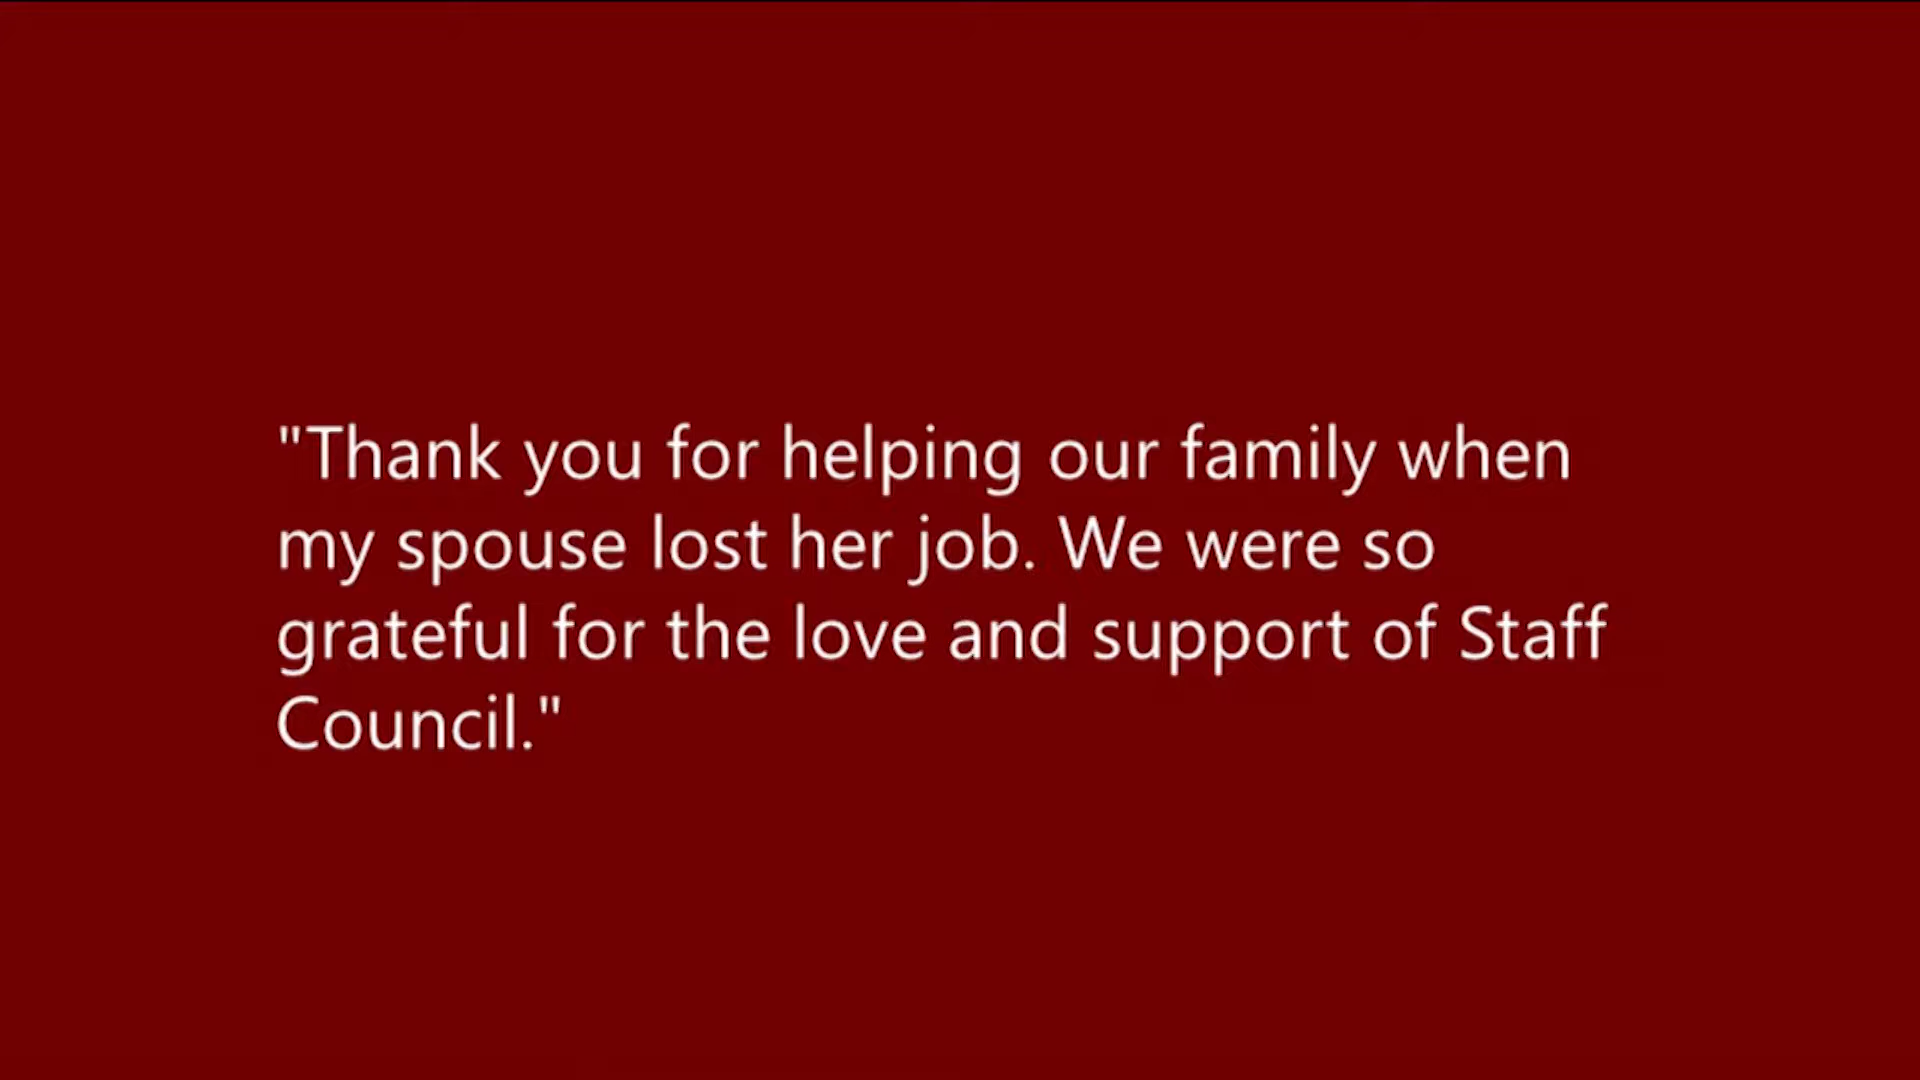 "Thank you for helping our family when
my spouse lost her job. We were so
grateful for the love and support of Staff
Council."